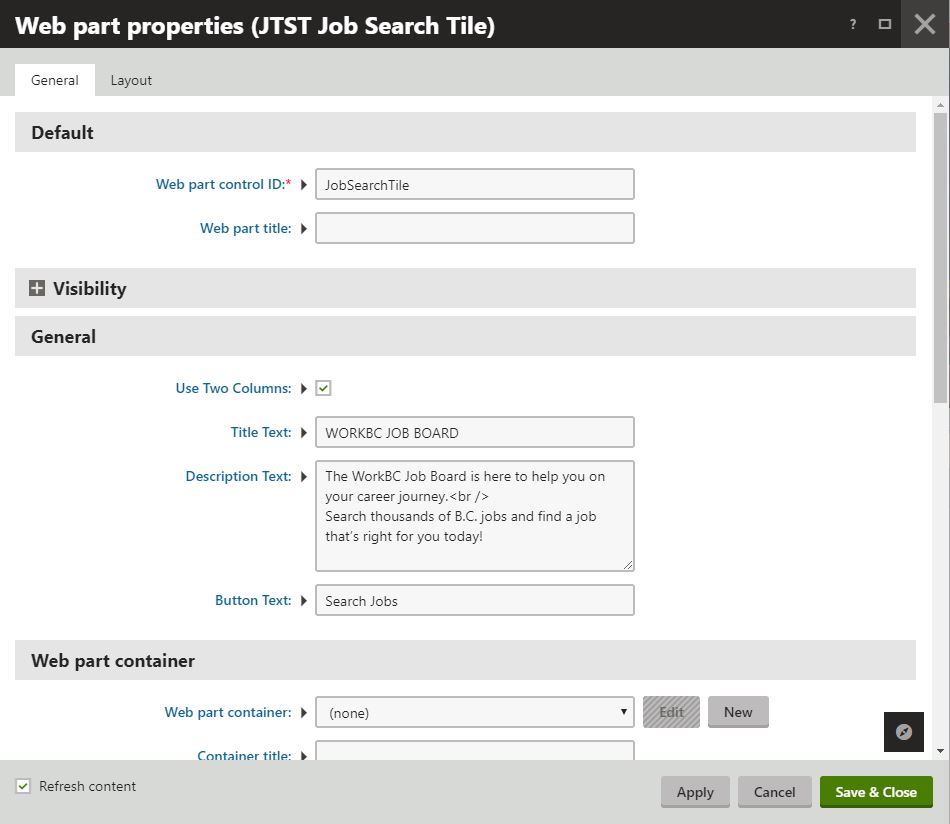 Web part properties (JTST Job Search Tile)
?
General
Layout
Default
Web part control ID:*
JobSearchTile
Web part title:
Visibility
General
Use Two Columns:
Title Text:
WORKBC JOB BOARD
Description Text:
The WorkBC Job Board is here to help you on
your career journey.<br />
Search thousands of B.C. jobs and find a job
that's right for you today!
Button Text:
Search Jobs
Web part container
Web part container:
(none)
Edit
New
Container title:
Refresh content
Apply
Cancel
Save & Close